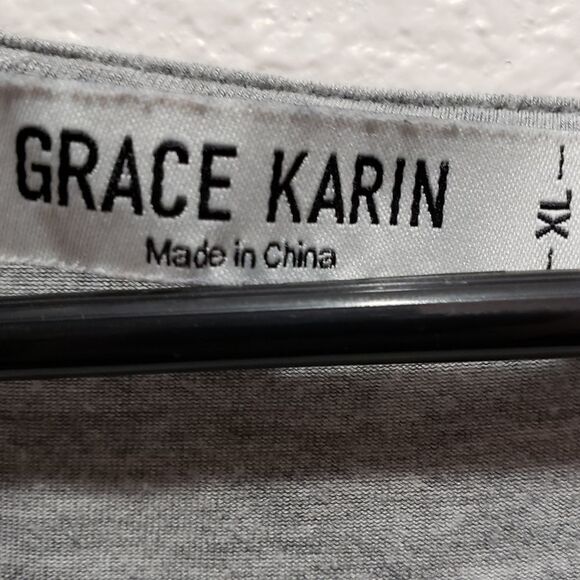 GRACE KARIN
Made in China
- XL -